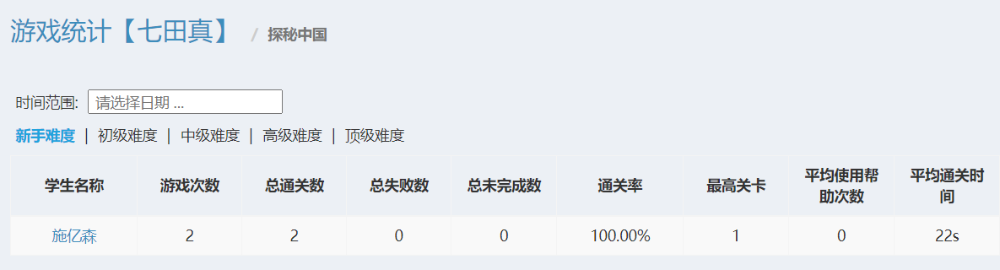 游戏统计【七田真】 / 探秘中国
时间范围: 请选择日期 ...
新手难度 | 初级难度 | 中级难度 | 高级难度 | 顶级难度
学生名称 游戏次数 总通关数 总失败数 总未完成数 通关率 最高关卡 平均使用帮助次数 平均通关时间
施亿森 2 2 0 0 100.00% 1 0 22s